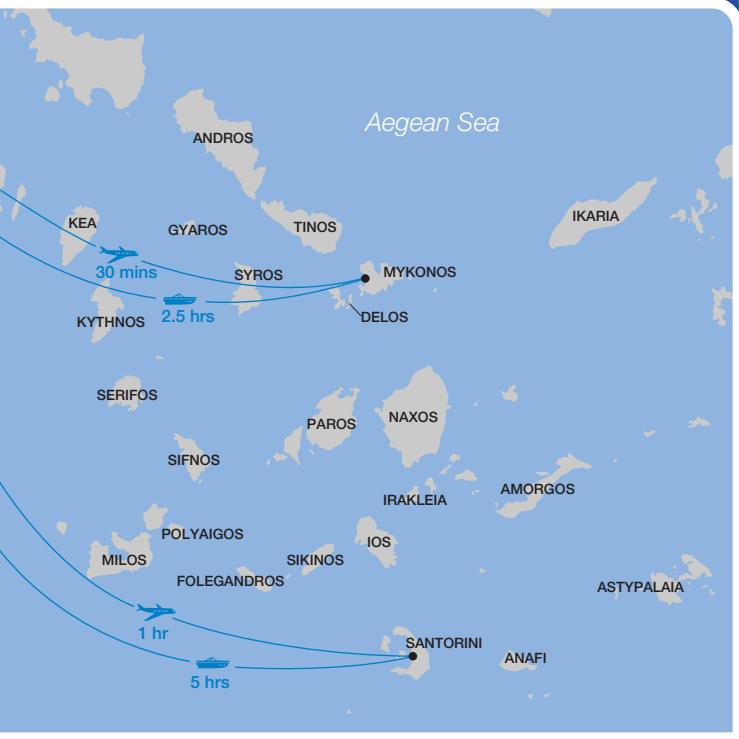 Aegean Sea
ANDROS
KEA
GYAROS
TINOS
IKARIA
30 mins
SYROS
MYKONOS
KYTHNOS
2.5 hrs
DELOS
SERIFOS
PAROS
NAXOS
SIFNOS
IRAKLEIA
AMORGOS
POLYAIGOS
MILOS
SIKINOS
IOS
FOLEGANDROS
ASTYPALAIA
1 hr
SANTORINI
ANAFI
5 hrs